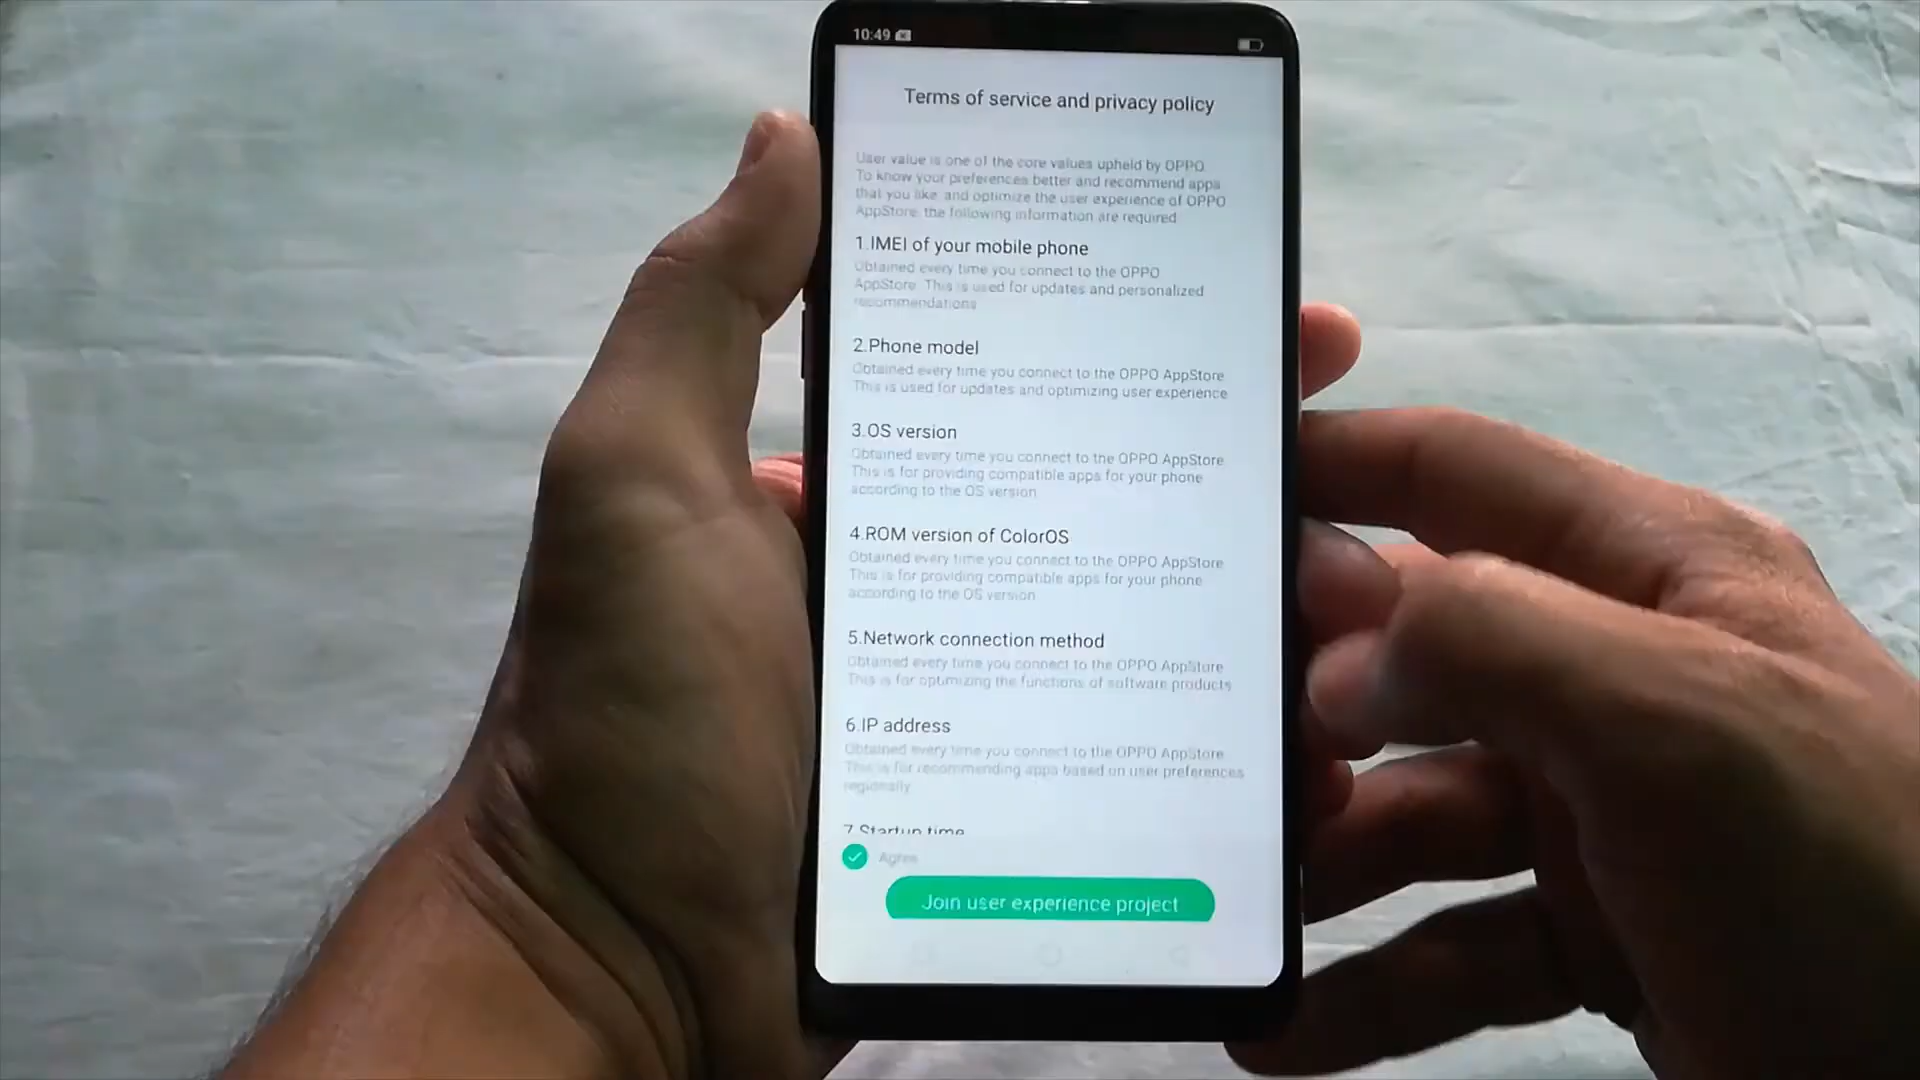 10:49
Terms of service and privacy policy
User value is one of the core values upheld by OPPO.
To know your preferences better and recommend apps
that you like, and optimize the user experience of OPPO
AppStore, the following information are required
1.IMEI of your mobile phone
Obtained every time you connect to the OPPO
AppStore. This is used for updates and personalized
recommendations
2.Phone model
Obtained every time you connect to the OPPO AppStore.
This is used for updates and optimizing user experience
3.OS version
Obtained every time you connect to the OPPO AppStore.
This is for providing compatible apps for your phone
according to the OS version
4.ROM version of ColorOS
Obtained every time you connect to the OPPO AppStore.
This is for providing compatible apps for your phone
according to the OS version
5.Network connection method
Obtained every time you connect to the OPPO AppStore.
This is for optimizing the functions of software products
6.IP address
Obtained every time you connect to the OPPO AppStore.
This is for recommending apps based on user preferences
regionally
7.Startup time
Agree
Join user experience project